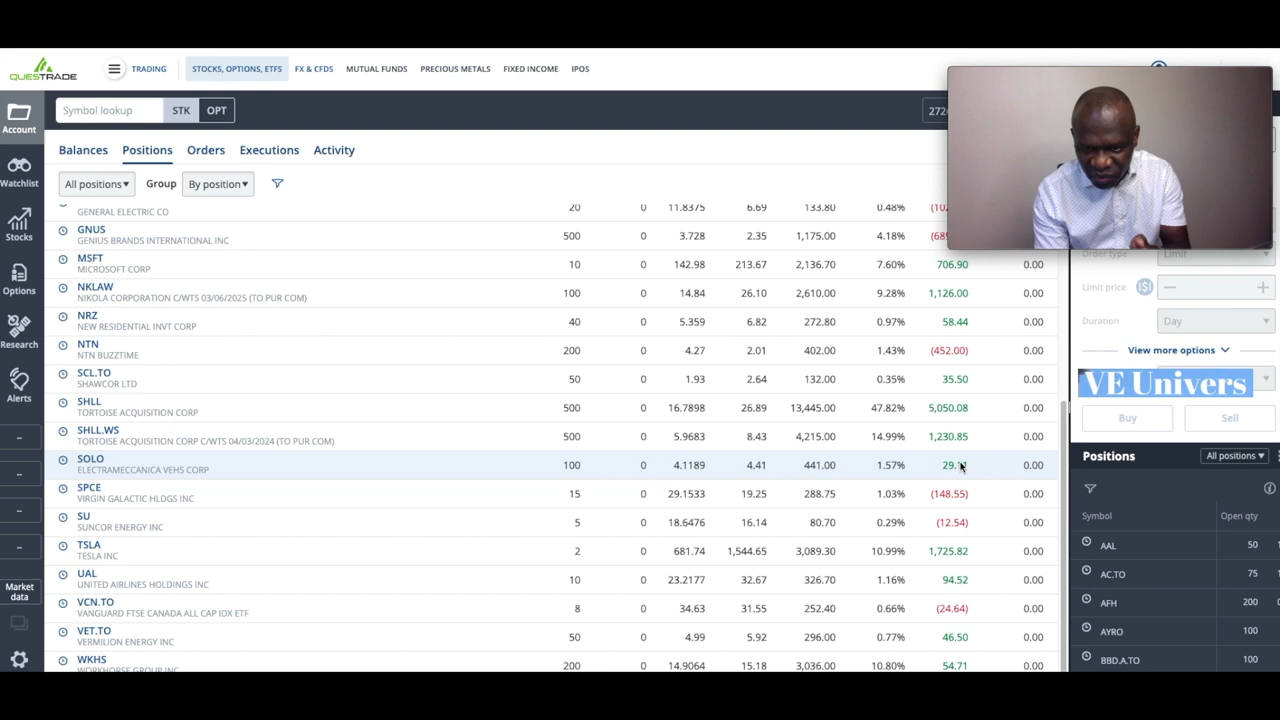 QUESTRADE
TRADING
STOCKS, OPTIONS, ETFS
FX & CFDS
MUTUAL FUNDS
PRECIOUS METALS
FIXED INCOME
IPOS
Account
Symbol lookup STK OPT
Balances Positions Orders Executions Activity
All positions▾ Group By position▾
Watchlist
Stocks
Options
Research
Alerts
Market data
GENERAL ELECTRIC CO 20 0 11.8375 6.69 133.80 0.48%
GNUS
GENIUS BRANDS INTERNATIONAL INC 500 0 3.728 2.35 1,175.00 4.18%
MSFT
MICROSOFT CORP 10 0 142.98 213.67 2,136.70 7.60% 706.90 0.00
NKLAW
NIKOLA CORPORATION C/WTS 03/06/2025 (TO PUR COM) 100 0 14.84 26.10 2,610.00 9.28% 1,126.00 0.00
NRZ
NEW RESIDENTIAL INVT CORP 40 0 5.359 6.82 272.80 0.97% 58.44 0.00
NTN
NTN BUZZTIME 200 0 4.27 2.01 402.00 1.43% (452.00) 0.00
SCL.TO
SHAWCOR LTD 50 0 1.93 2.64 132.00 0.35% 35.50 0.00
SHLL
TORTOISE ACQUISITION CORP 500 0 16.7898 26.89 13,445.00 47.82% 5,050.08 0.00
SHLL.WS
TORTOISE ACQUISITION CORP C/WTS 04/03/2024 (TO PUR COM) 500 0 5.9683 8.43 4,215.00 14.99% 1,230.85 0.00
SOLO
ELECTRAMECCANICA VEHS CORP 100 0 4.1189 4.41 441.00 1.57% 0.00
SPCE
VIRGIN GALACTIC HLDGS INC 15 0 29.1533 19.25 288.75 1.03% (148.55) 0.00
SU
SUNCOR ENERGY INC 5 0 18.6476 16.14 80.70 0.29% (12.54) 0.00
TSLA
TESLA INC 2 0 681.74 1,544.65 3,089.30 10.99% 1,725.82 0.00
UAL
UNITED AIRLINES HOLDINGS INC 10 0 23.2177 32.67 326.70 1.16% 94.52 0.00
VCN.TO
VANGUARD FTSE CANADA ALL CAP IDX ETF 8 0 34.63 31.55 252.40 0.66% (24.64) 0.00
VET.TO
VERMILION ENERGY INC 50 0 4.99 5.92 296.00 0.77% 46.50 0.00
WKHS
WORKHORSE GROUP INC 200 0 14.9064 15.18 3,036.00 10.80% 54.71 0.00
Order type Limit
Limit price
Duration Day
View more options
VE Univers
Buy Sell
Positions All positions▾
Symbol Open qty
AAL 50
AC.TO 75
AFH 200
AYRO 100
BBD.A.TO 100